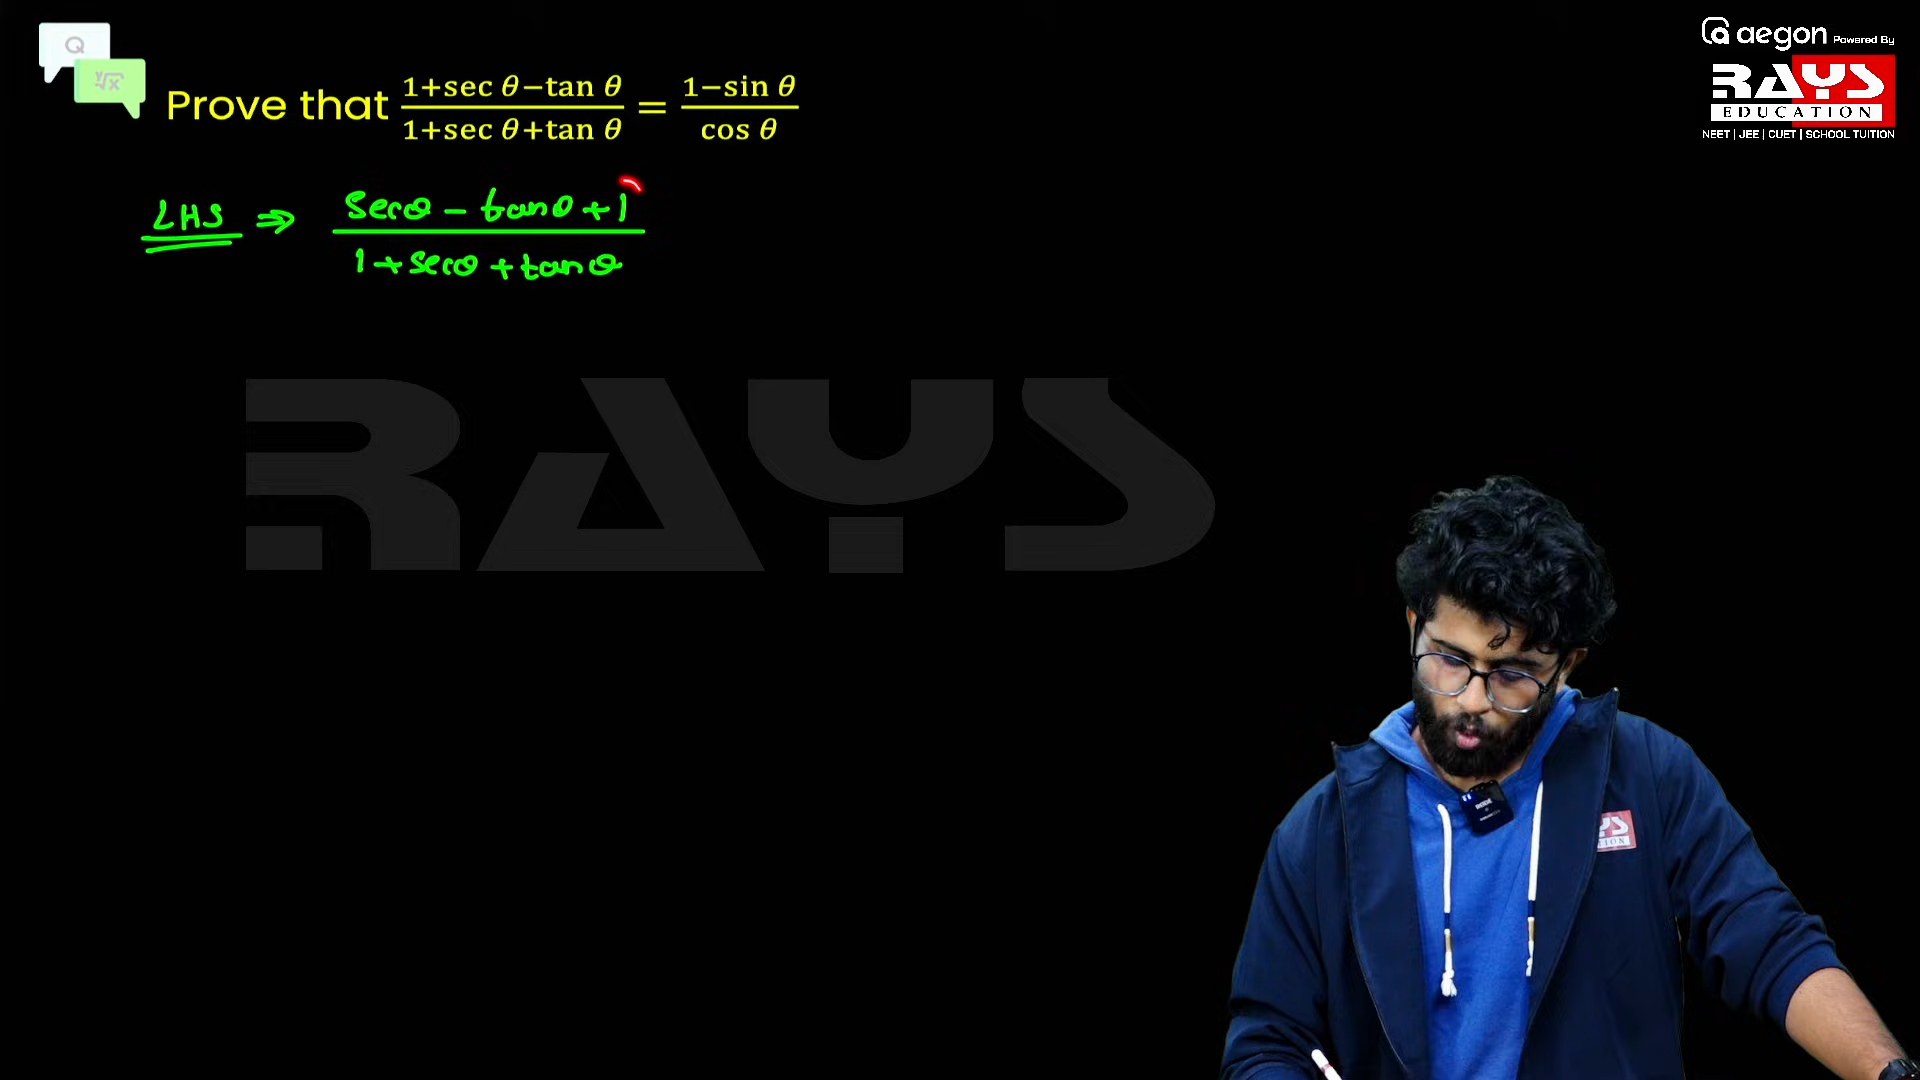 Q
aegon Powered By
RAYS
EDUCATION
NEET | JEE | CUET | SCHOOL TUITION
Prove that (1+sec θ−tan θ)/(1+sec θ+tan θ) = (1−sin θ)/(cos θ)
LHS ⇒ (secθ − tanθ + 1)/(1 + secθ + tanθ)
RAYS